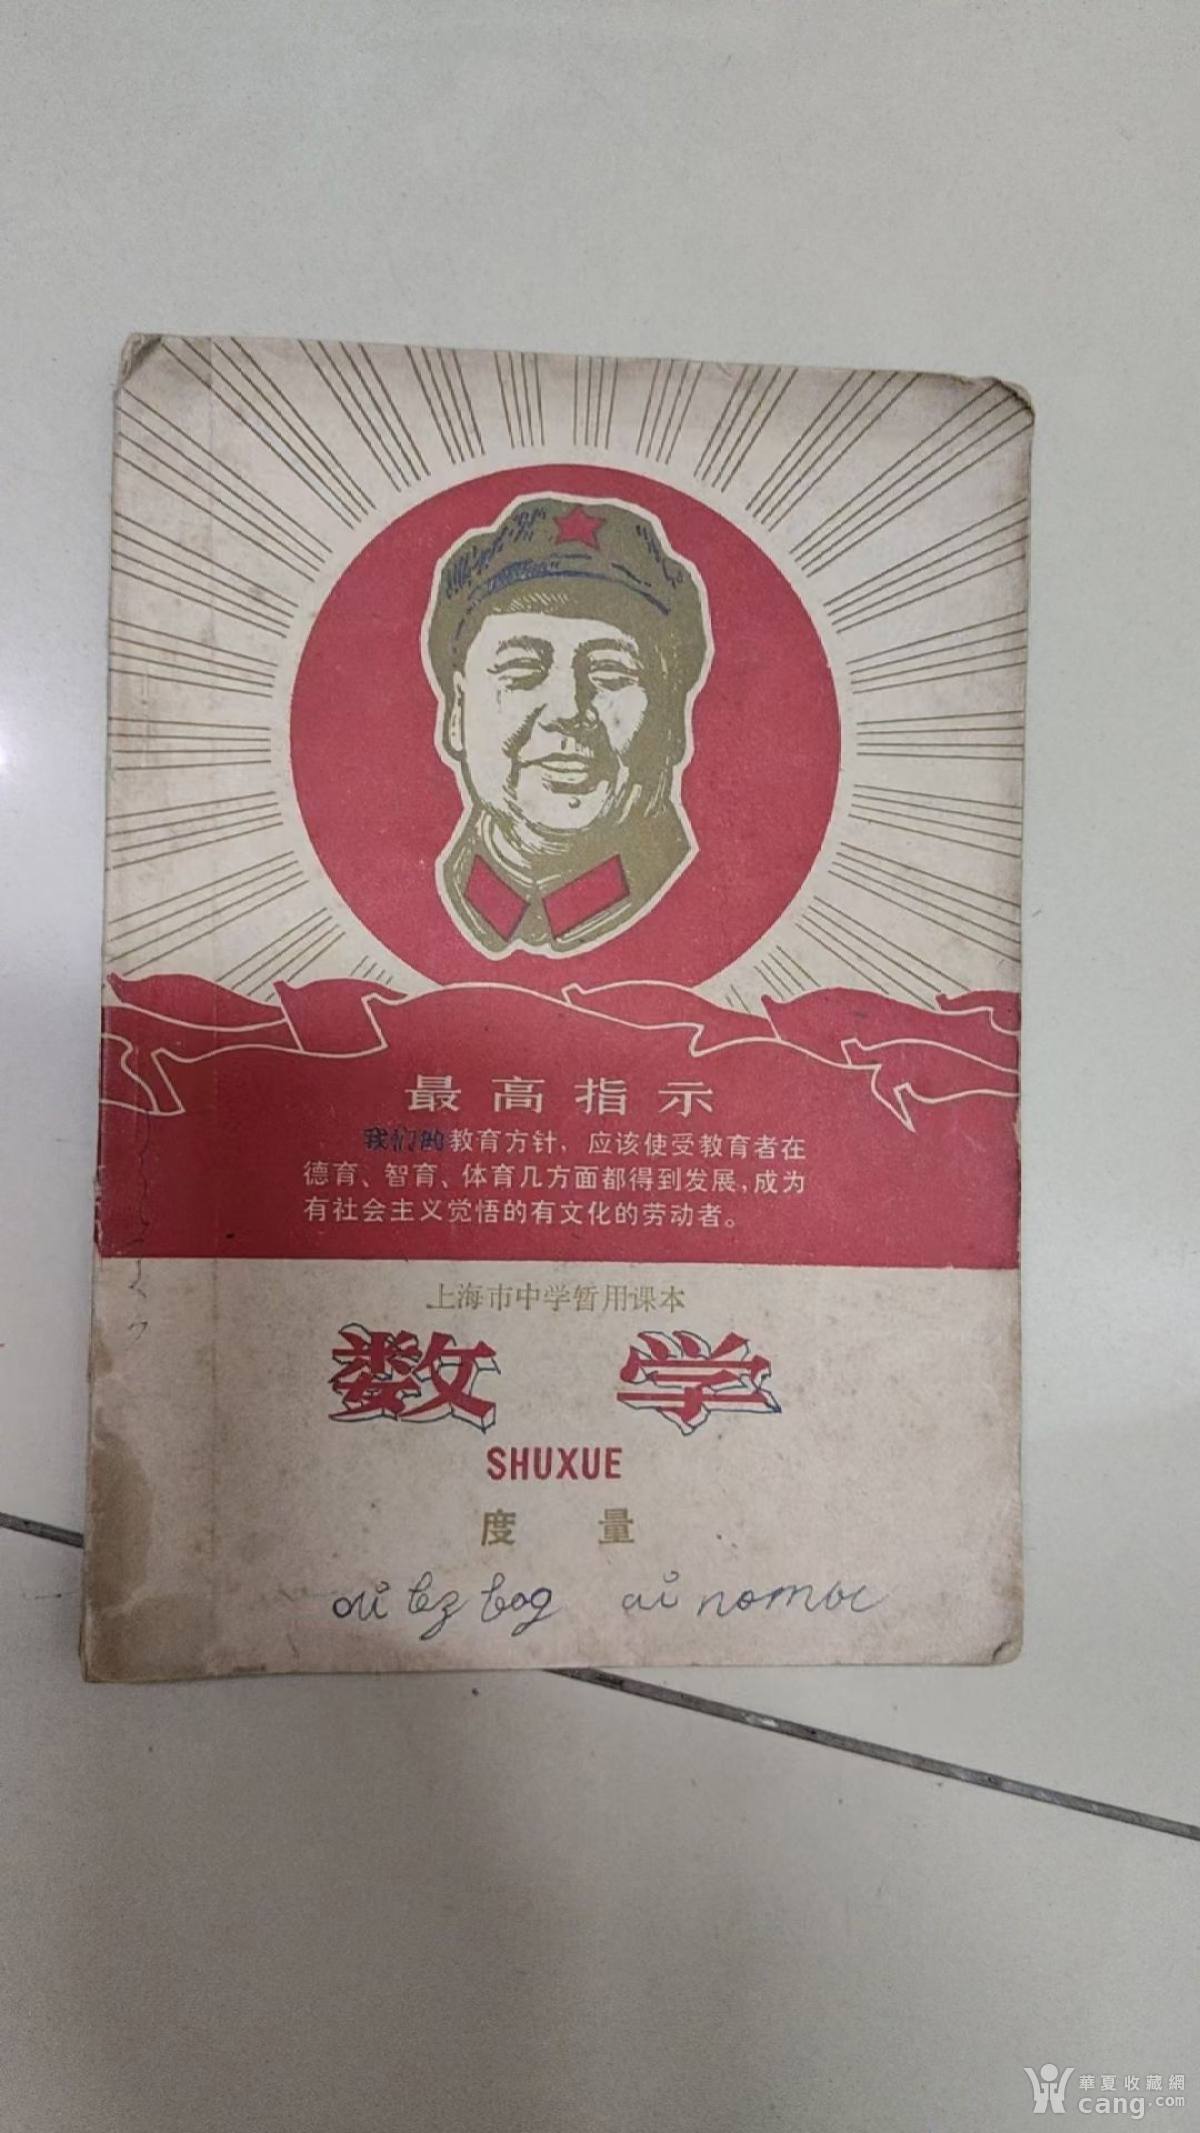 最高指示
我们的教育方针，应该使受教育者在
德育、智育、体育几方面都得到发展，成为
有社会主义觉悟的有文化的劳动者。
上海市中学暂用课本
数学
SHUXUE
度量
華夏收藏網
cang.com